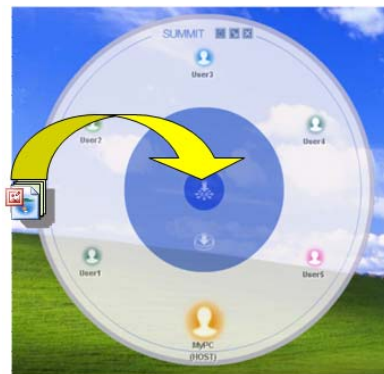 SUMMIT
User3
User2
User4
User1
User5
MyPC
(HOST)